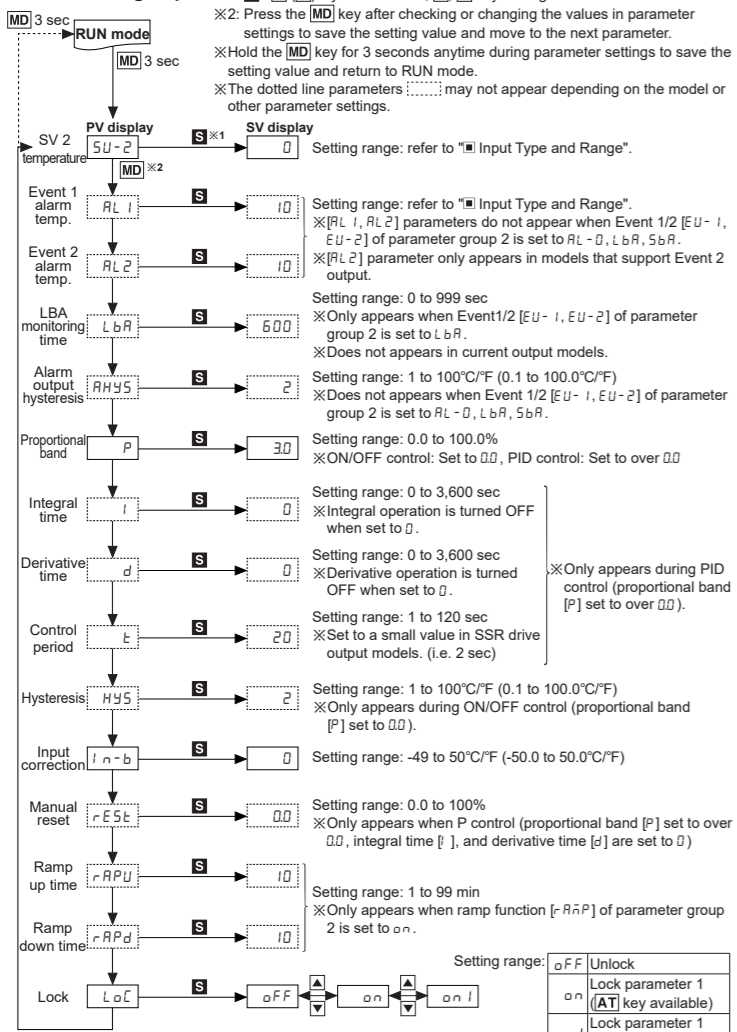 ※2: Press the MD key after checking or changing the values in parameter
settings to save the setting value and move to the next parameter.
※Hold the MD key for 3 seconds anytime during parameter settings to save the
setting value and return to RUN mode.
※The dotted line parameters may not appear depending on the model or
other parameter settings.
MD 3 sec
RUN mode
MD 3 sec
PV display
SV display
SV 2
temperature
SU-2
S ※1
0
Setting range: refer to "▣ Input Type and Range".
MD ※2
Event 1
alarm
temp.
AL1
S
10
Setting range: refer to "▣ Input Type and Range".
※[AL1, AL2] parameters do not appear when Event 1/2 [EU-1,
EU-2] of parameter group 2 is set to AL-0, LbA, SbA.
※[AL2] parameter only appears in models that support Event 2
output.
Event 2
alarm
temp.
AL2
S
10
LBA
monitoring
time
LbA
S
600
Setting range: 0 to 999 sec
※Only appears when Event1/2 [EU-1, EU-2] of parameter
group 2 is set to LbA.
※Does not appears in current output models.
Alarm
output
hysteresis
AHYS
S
2
Setting range: 1 to 100°C/°F (0.1 to 100.0°C/°F)
※Does not appears when Event 1/2 [EU-1, EU-2] of parameter
group 2 is set to AL-0, LbA, SbA.
Proportional
band
P
S
3.0
Setting range: 0.0 to 100.0%
※ON/OFF control: Set to 0.0, PID control: Set to over 0.0
Integral
time
I
S
0
Setting range: 0 to 3,600 sec
※Integral operation is turned OFF
when set to 0.
Derivative
time
d
S
0
Setting range: 0 to 3,600 sec
※Derivative operation is turned
OFF when set to 0.
※Only appears during PID
control (proportional band
[P] set to over 0.0).
Control
period
t
S
20
Setting range: 1 to 120 sec
※Set to a small value in SSR drive
output models. (i.e. 2 sec)
Hysteresis
HYS
S
2
Setting range: 1 to 100°C/°F (0.1 to 100.0°C/°F)
※Only appears during ON/OFF control (proportional band
[P] set to 0.0).
Input
correction
In-b
S
0
Setting range: -49 to 50°C/°F (-50.0 to 50.0°C/°F)
Manual
reset
rESt
S
0.0
Setting range: 0.0 to 100%
※Only appears when P control (proportional band [P] set to over
0.0, integral time [I], and derivative time [d] are set to 0)
Ramp
up time
rAPU
S
10
Setting range: 1 to 99 min
※Only appears when ramp function [rAMP] of parameter group
2 is set to on.
Ramp
down time
rAPd
S
10
Lock
LoC
S
oFF
▲
▼
on
▲
▼
on1
Setting range:
oFF Unlock
on Lock parameter 1
(AT key available)
Lock parameter 1